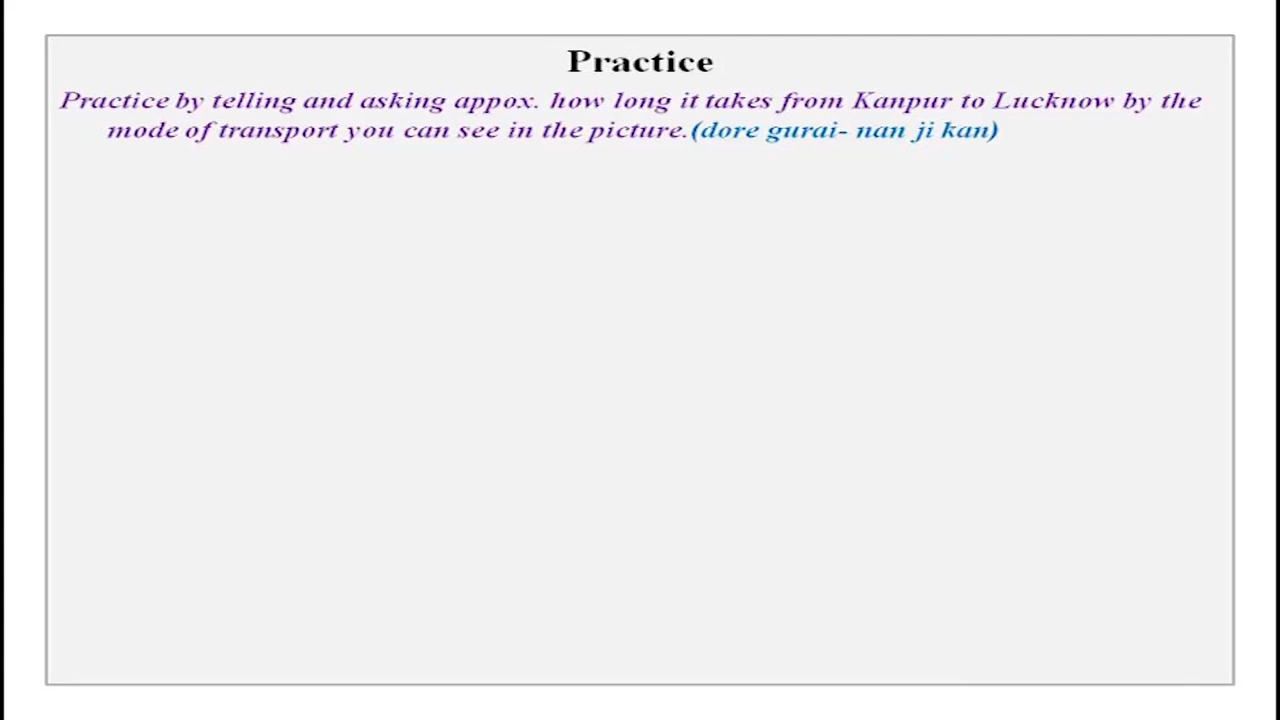 Practice
Practice by telling and asking appox. how long it takes from Kanpur to Lucknow by the
mode of transport you can see in the picture.(dore gurai- nan ji kan)